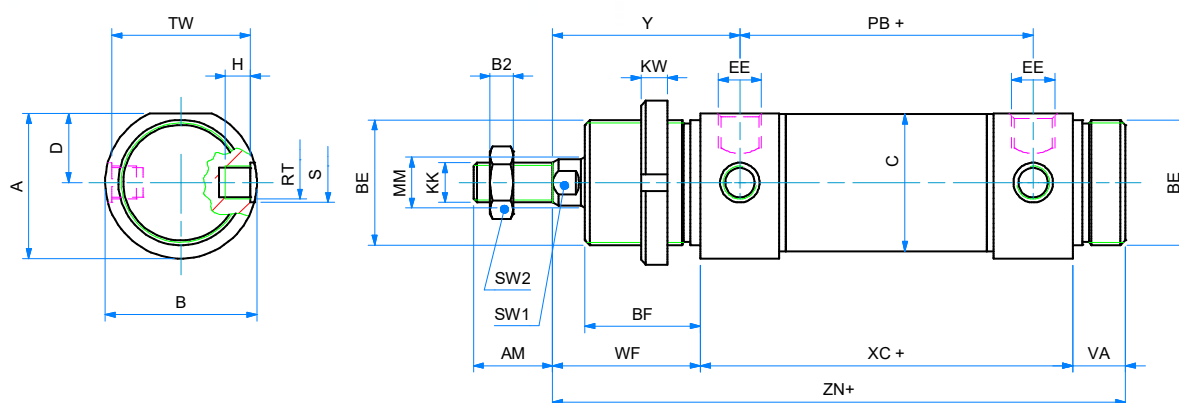 TW
H
D
A
RT
S
B
Y
PB +
B2
KW
EE
EE
BE
MM
KK
C
BE
SW2
SW1
BF
AM
WF
XC +
VA
ZN+